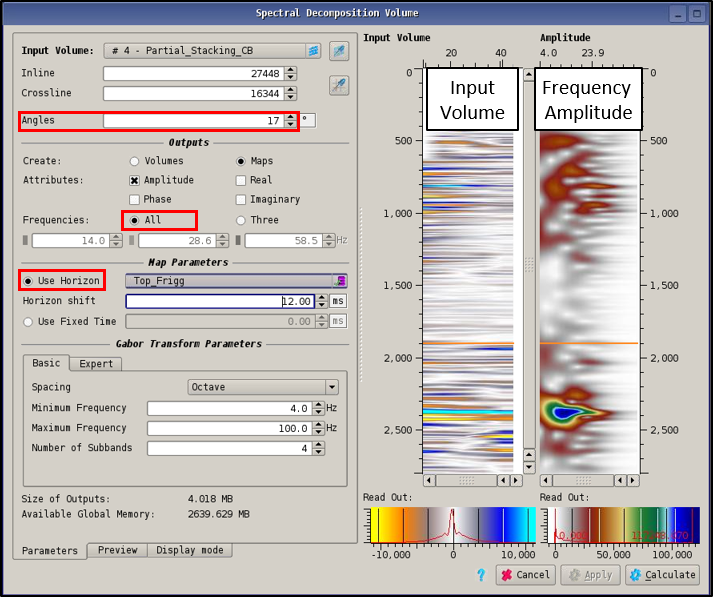 Spectral Decomposition Volume
Input Volume: # 4 - Partial_Stacking_CB
Inline 27448
Crossline 16344
Angles 17 °
Outputs
Create: Volumes Maps
Attributes: Amplitude Real
Phase Imaginary
Frequencies: All Three
14.0 28.6 58.5 Hz
Map Parameters
Use Horizon Top_Frigg
Horizon shift 12.00 ms
Use Fixed Time 0.00 ms
Gabor Transform Parameters
Basic Expert
Spacing Octave
Minimum Frequency 4.0 Hz
Maximum Frequency 100.0 Hz
Number of Subbands 4
Size of Outputs: 4.018 MB
Available Global Memory: 2639.629 MB
Parameters Preview Display mode
Input Volume Amplitude
20 40 4.0 23.9
0 0
Input
Volume
Frequency
Amplitude
500 500
1,000 1,000
1,500 1,500
2,000 2,000
2,500 2,500
Read Out: Read Out:
-10,000 0 10,000 0 50,000 100,000
? Cancel Apply Calculate